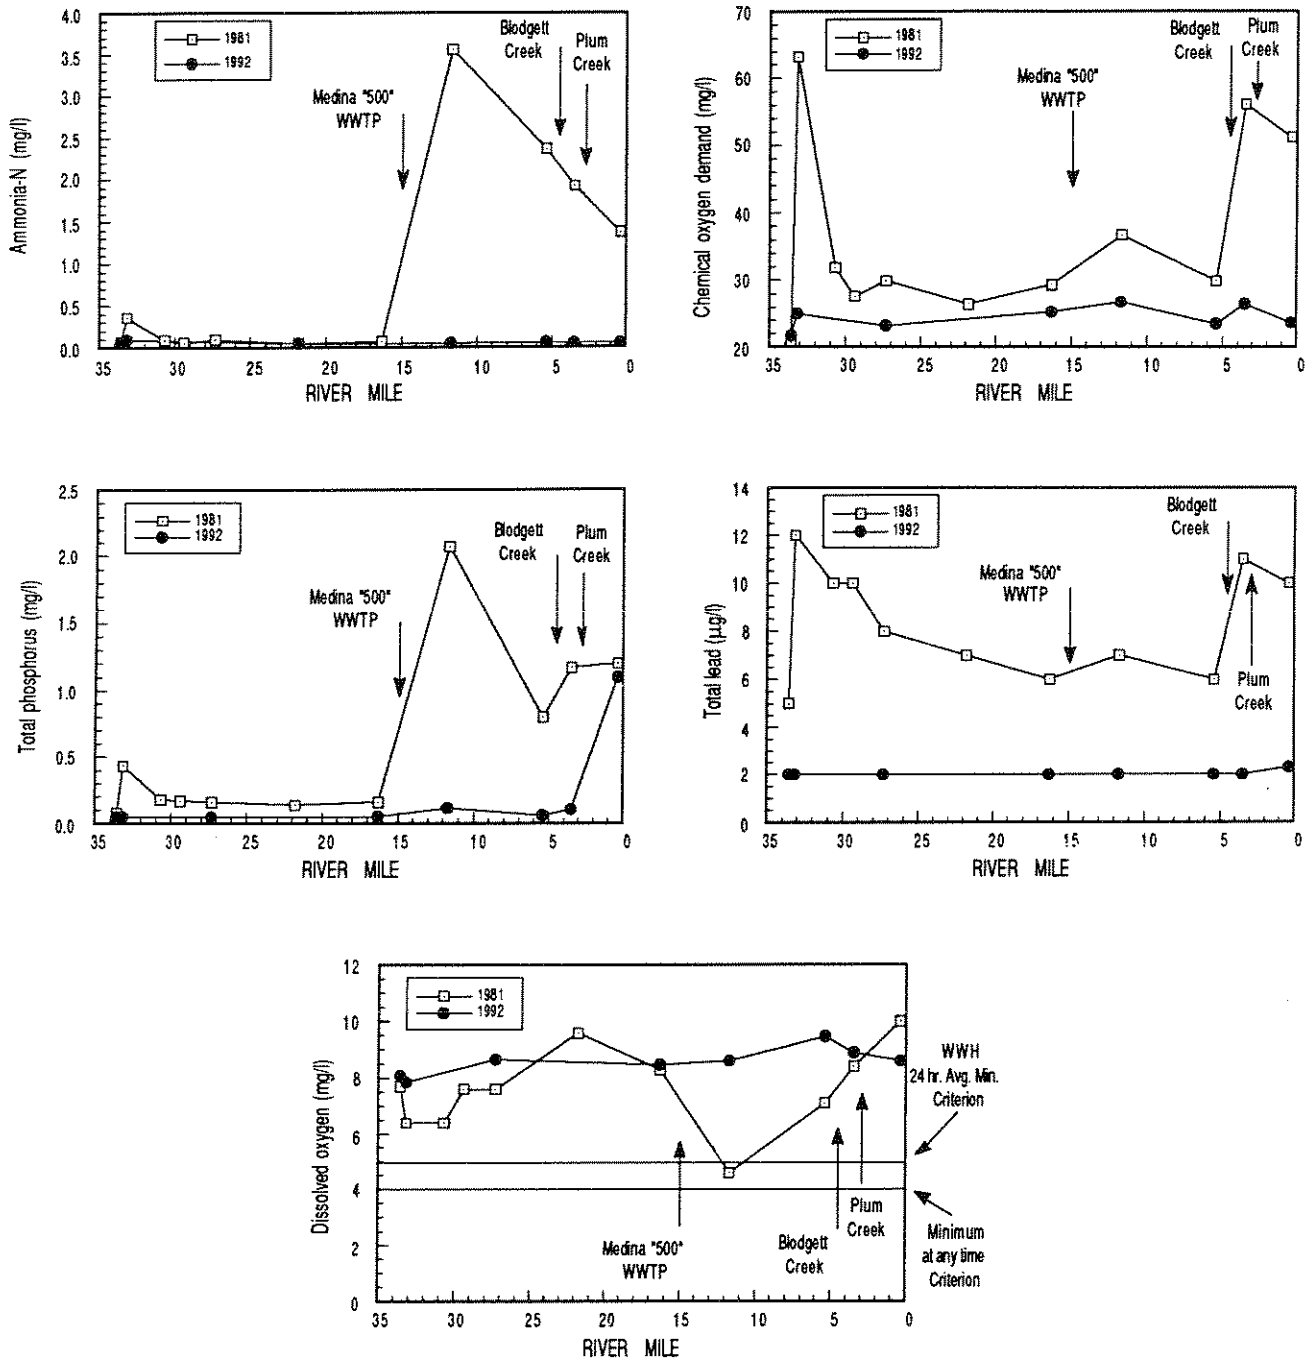 Ammonia-N (mg/l)
4.0
3.5
3.0
2.5
2.0
1.5
1.0
0.5
0.0
1981
1992
Medina "500"
WWTP
Blodgett
Creek
Plum
Creek
35 30 25 20 15 10 5 0
RIVER MILE
Chemical oxygen demand (mg/l)
70
60
50
40
30
20
1981
1992
Medina "500"
WWTP
Blodgett
Creek
Plum
Creek
35 30 25 20 15 10 5 0
RIVER MILE
Total phosphorus (mg/l)
2.5
2.0
1.5
1.0
0.5
0.0
1981
1992
Medina "500"
WWTP
Blodgett
Creek
Plum
Creek
35 30 25 20 15 10 5 0
RIVER MILE
Total lead (µg/l)
14
12
10
8
6
4
2
0
1981
1992
Medina "500"
WWTP
Blodgett
Creek
Plum
Creek
35 30 25 20 15 10 5 0
RIVER MILE
Dissolved oxygen (mg/l)
12
10
8
6
4
2
0
1981
1992
Medina "500"
WWTP
Blodgett
Creek
Plum
Creek
WWH
24 hr. Avg. Min.
Criterion
Minimum
at any time
Criterion
35 30 25 20 15 10 5 0
RIVER MILE